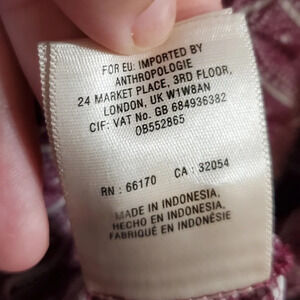 FOR EU: IMPORTED BY
ANTHROPOLOGIE
24 MARKET PLACE, 3RD FLOOR,
LONDON, UK W1W8AN
CIF: VAT No. GB 684936382
0B552865
RN : 66170 CA : 32054
MADE IN INDONESIA,
HECHO EN INDONESIA,
FABRIQUÉ EN INDONÉSIE